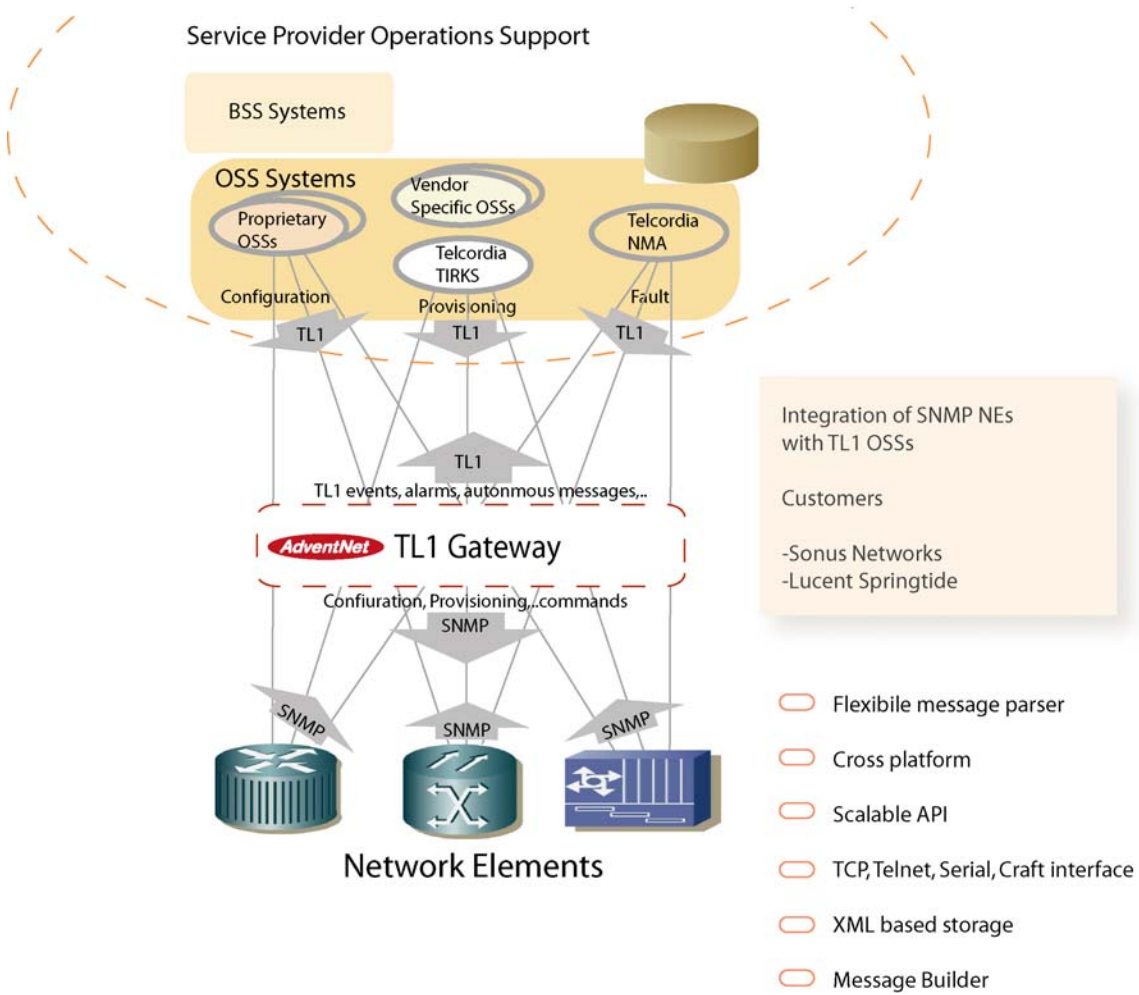 Service Provider Operations Support
BSS Systems
OSS Systems
Vendor
Specific OSSs
Proprietary
OSSs
Telcordia
NMA
Telcordia
TIRKS
Configuration
Provisioning
Fault
TL1
TL1
TL1
TL1
TL1 events, alarms, autonmous messages,..
AdventNet TL1 Gateway
Confiuration, Provisioning,..commands
SNMP
SNMP
SNMP
SNMP
Network Elements
Integration of SNMP NEs
with TL1 OSSs
Customers
-Sonus Networks
-Lucent Springtide
Flexibile message parser
Cross platform
Scalable API
TCP, Telnet, Serial, Craft interface
XML based storage
Message Builder